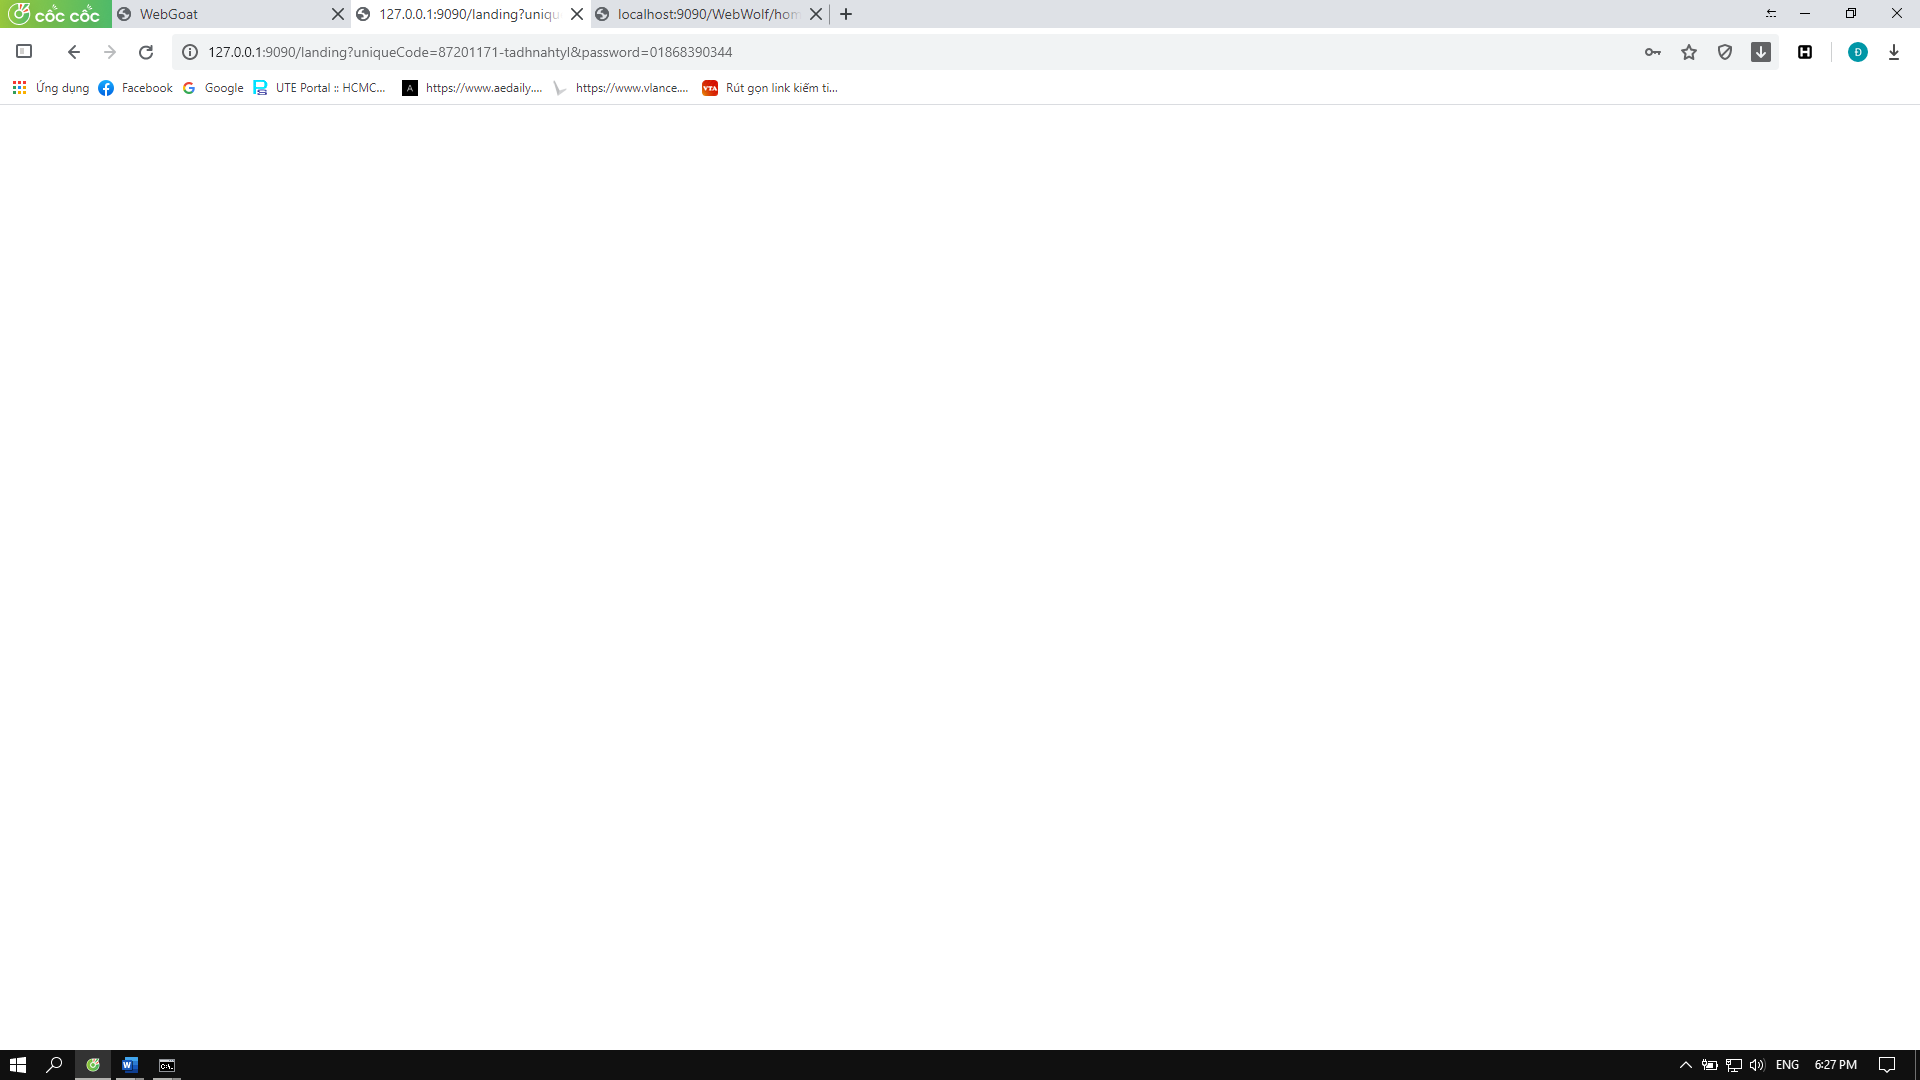 cốc cốc WebGoat 127.0.0.1:9090/landing?uniqu localhost:9090/WebWolf/hom
127.0.0.1:9090/landing?uniqueCode=87201171-tadhnahtyl&password=01868390344 Đ
Ứng dụng Facebook Google UTE Portal :: HCMC... A https://www.aedaily.... https://www.vlance.... VTA Rút gọn link kiếm ti...
W C:\. ENG 6:27 PM